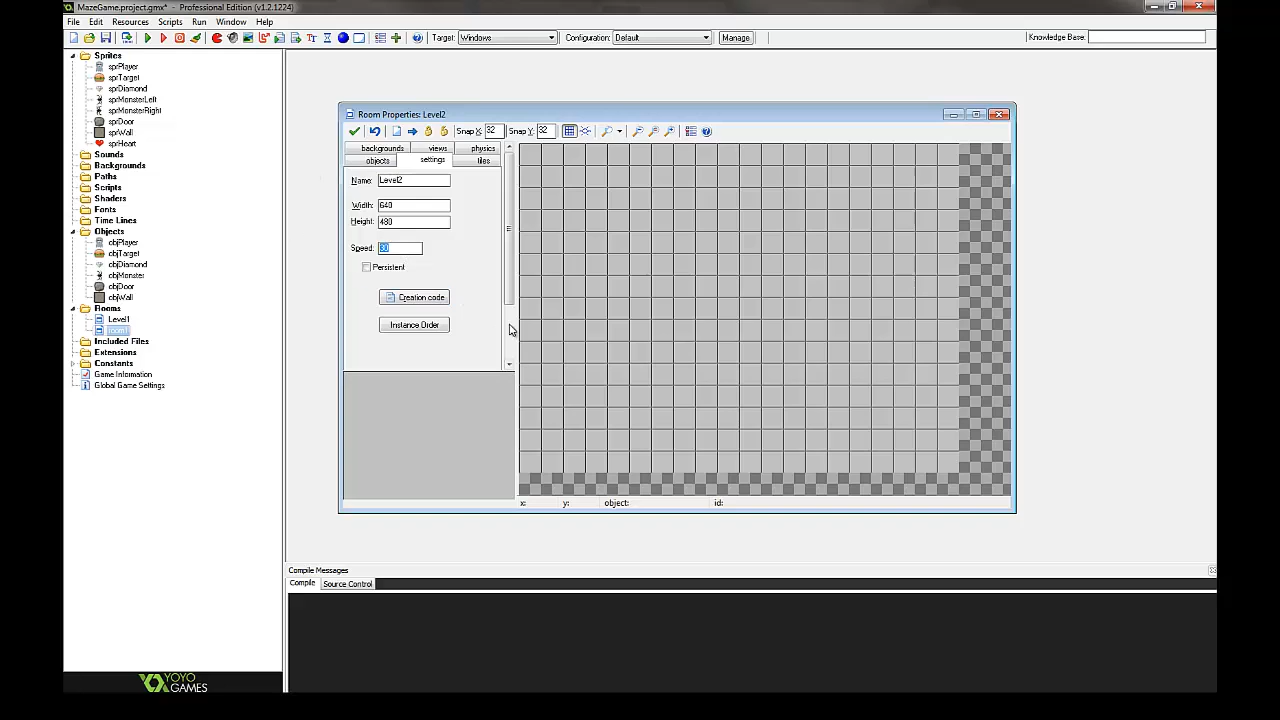 MazeGame.project.gmx* - Professional Edition (v1.2.1224)
File Edit Resources Scripts Run Window Help
Target: Windows Configuration: Default Manage Knowledge Base:
Sprites
sprPlayer
sprTarget
sprDiamond
sprMonsterLeft
sprMonsterRight
sprDoor
sprWall
sprHeart
Sounds
Backgrounds
Paths
Scripts
Shaders
Fonts
Time Lines
Objects
objPlayer
objTarget
objDiamond
objMonster
objDoor
objWall
Rooms
Level1
room1
Included Files
Extensions
Constants
Game Information
Global Game Settings
YOYO
GAMES
Room Properties: Level2
Snap X: 32 Snap Y: 32
backgrounds views physics
objects settings tiles
Name: Level2
Width: 640
Height: 480
Speed: 30
Persistent
Creation code
Instance Order
x: y: object: id:
Compile Messages
Compile Source Control